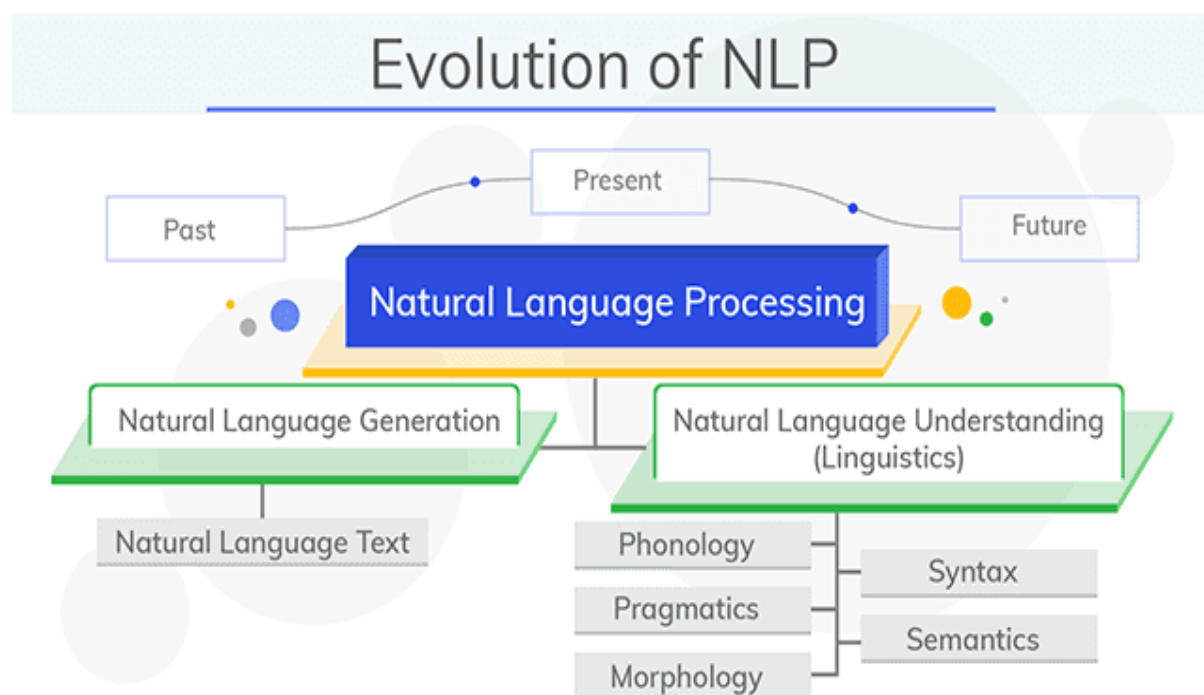 Evolution of NLP
Past
Present
Future
Natural Language Processing
Natural Language Generation
Natural Language Text
Natural Language Understanding
(Linguistics)
Phonology
Syntax
Pragmatics
Semantics
Morphology